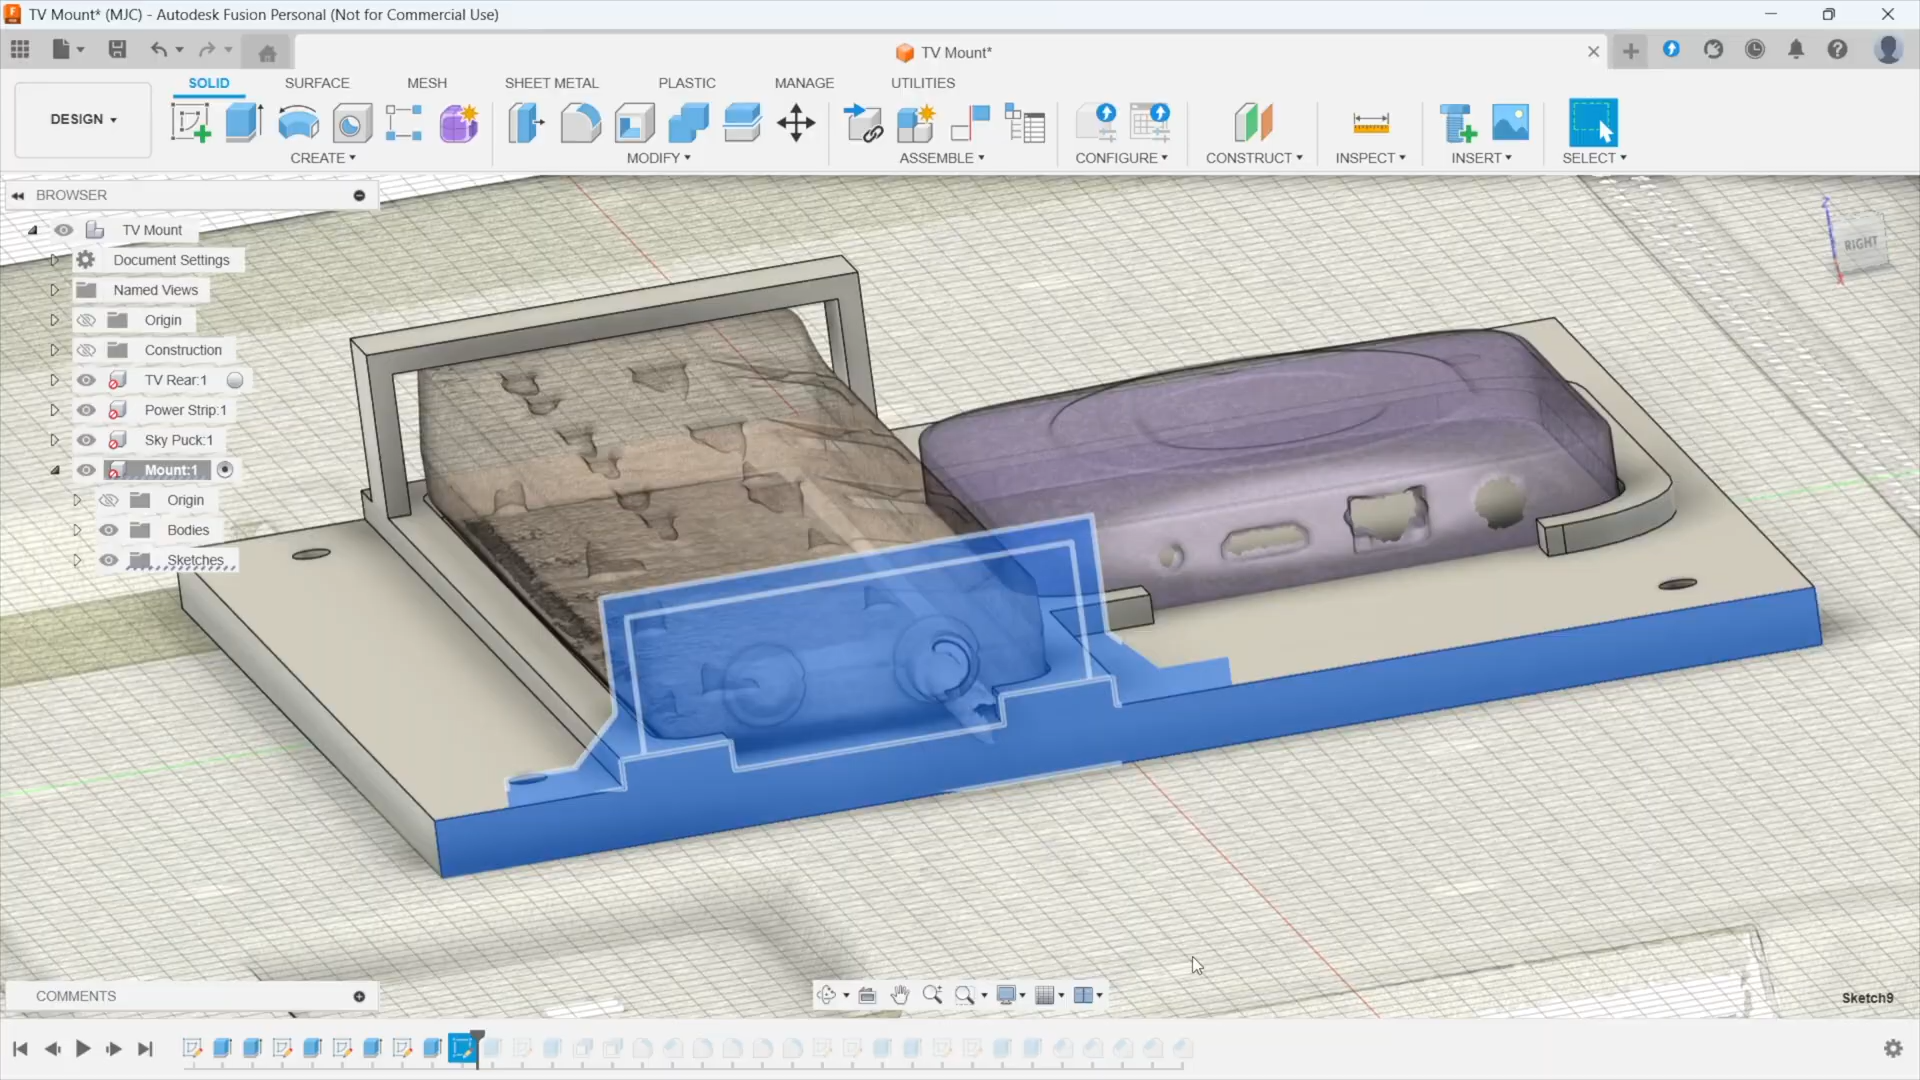 TV Mount* (MJC) - Autodesk Fusion Personal (Not for Commercial Use)
TV Mount*
DESIGN
SOLID SURFACE MESH SHEET METAL PLASTIC MANAGE UTILITIES
CREATE MODIFY ASSEMBLE CONFIGURE CONSTRUCT INSPECT INSERT SELECT
BROWSER
TV Mount
Document Settings
Named Views
Origin
Construction
TV Rear:1
Power Strip:1
Sky Puck:1
Mount:1
Origin
Bodies
Sketches
Z
RIGHT
X
COMMENTS
Sketch9